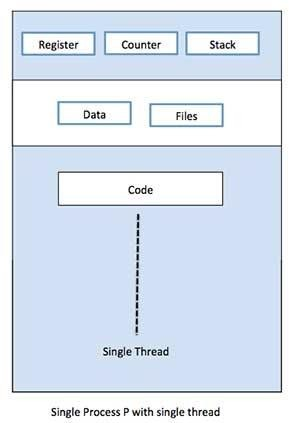 Register Counter Stack
Data Files
Code
Single Thread
Single Process P with single thread